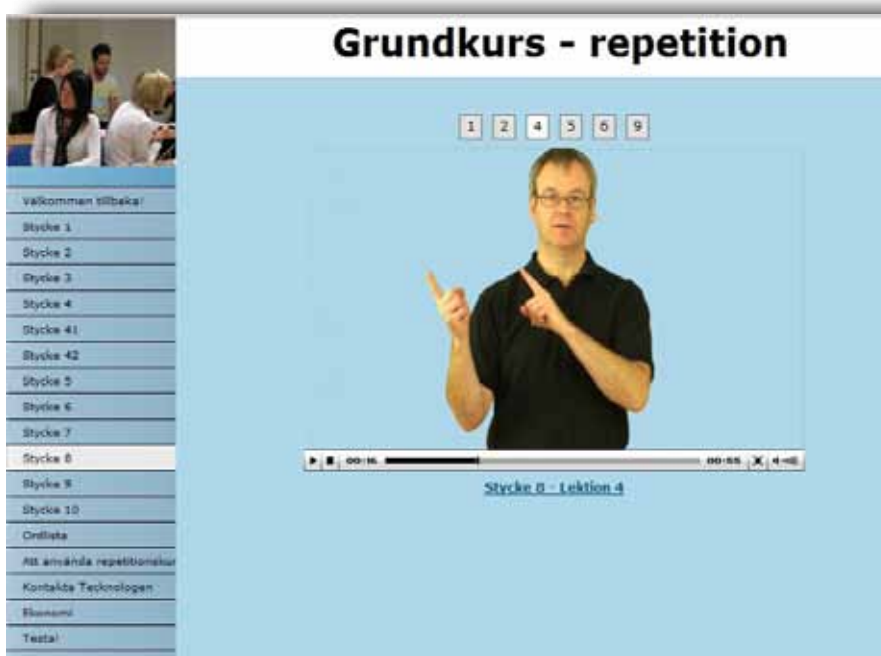 Grundkurs - repetition
1 2 4 5 6 9
Välkommen tillbaka!
Stycke 1
Stycke 2
Stycke 3
Stycke 4
Stycke 41
Stycke 42
Stycke 5
Stycke 6
Stycke 7
Stycke 8
Stycke 9
Stycke 10
Ordlista
Att använda repetitionskur
Kontakta Tecknologen
Ekonomi
Testa!
00:16 00:55
Stycke 8 - Lektion 4